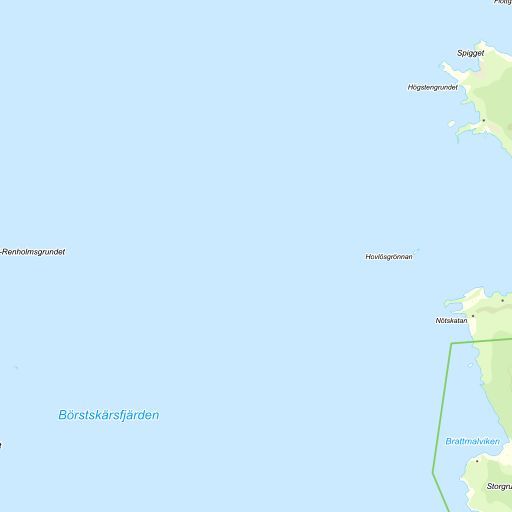 Spigget
Högstengrundet
-Renholmsgrundet
Hovlösgrönnan
Nötskatan
Börstskärsfjärden
Brattmalviken
Storgru